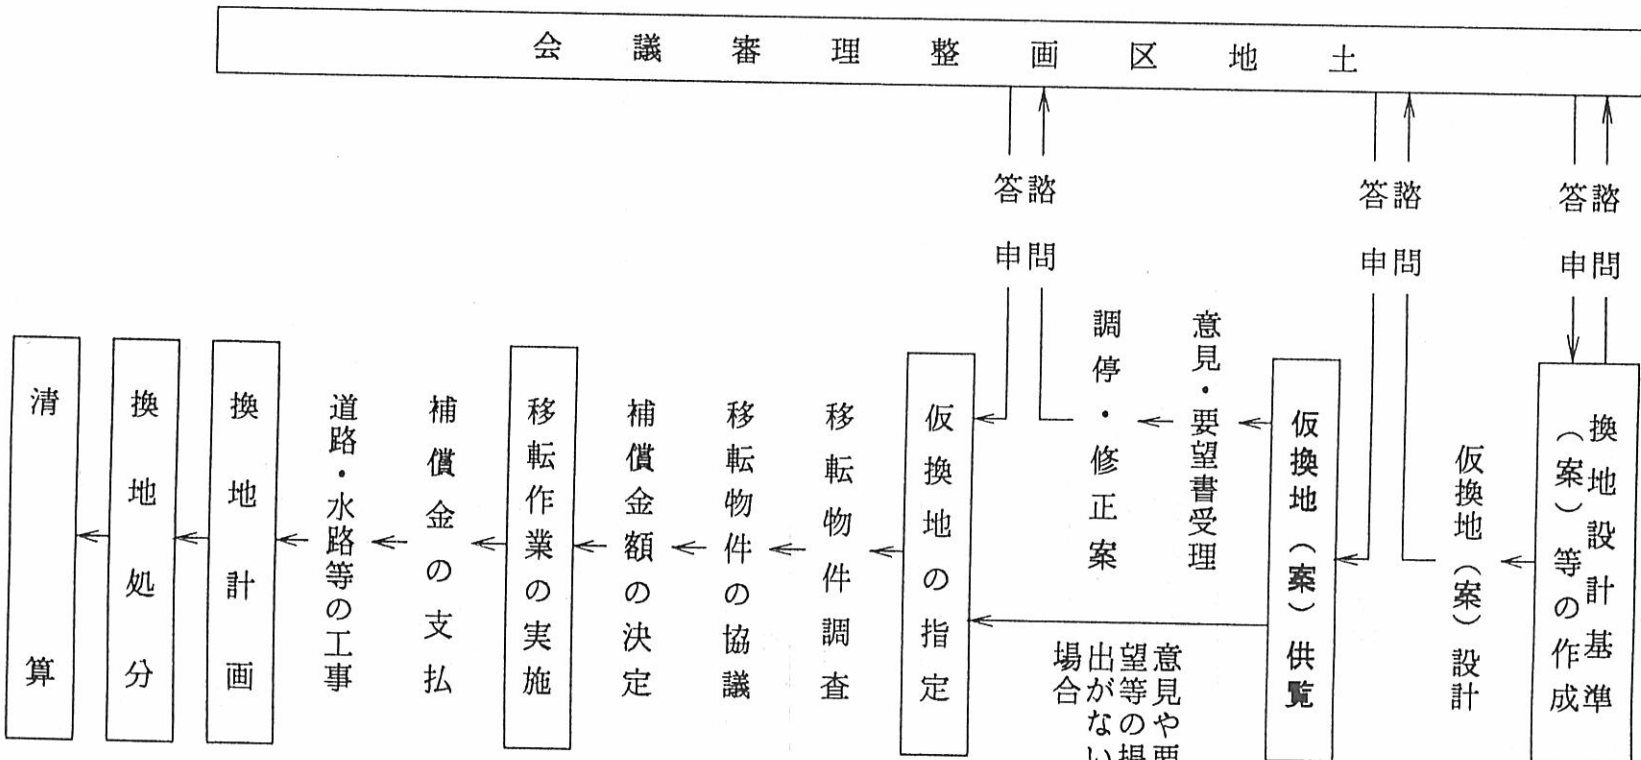 土地区画整理審議会
諮問
答申
諮問
答申
諮問
答申
換地設計基準
（案）等の作成
仮換地（案）設計
仮換地（案）供覧
意見・要望書受理
調停・修正案
意見や要
望等の提
出がない
場合
仮換地の指定
移転物件調査
移転物件の協議
補償金額の決定
移転作業の実施
補償金の支払
道路・水路等の工事
換地計画
換地処分
清算